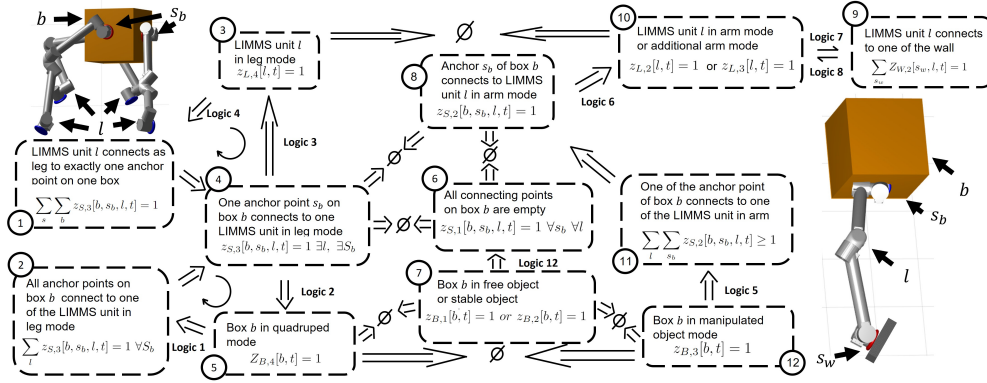 b
s_b
l
1
LIMMS unit l connects as
leg to exactly one anchor
point on one box
∑_s ∑_b z_{S,3}[b, s_b, l, t] = 1
2
All anchor points on
box b connect to one
of the LIMMS unit in
leg mode
∑_l z_{S,3}[b, s_b, l, t] = 1 ∀S_b
3
LIMMS unit l
in leg mode
z_{L,4}[l, t] = 1
Logic 4
Logic 3
4
One anchor point s_b on
box b connects to one
LIMMS unit in leg mode
z_{S,3}[b, s_b, l, t] = 1 ∃l, ∃S_b
Logic 2
Logic 1
5
Box b in quadruped
mode
Z_{B,4}[b, t] = 1
∅
8
Anchor s_b of box b
connects to LIMMS
unit l in arm mode
z_{S,2}[b, s_b, l, t] = 1
∅
∅
∅
6
All connecting points
on box b are empty
z_{S,1}[b, s_b, l, t] = 1 ∀s_b ∀l
Logic 12
7
Box b in free object
or stable object
z_{B,1}[b, t] = 1 or z_{B,2}[b, t] = 1
∅
∅
∅
Logic 6
10
LIMMS unit l in arm mode
or additional arm mode
z_{L,2}[l, t] = 1 or z_{L,3}[l, t] = 1
Logic 7
Logic 8
9
LIMMS unit l connects
to one of the wall
∑_{s_w} Z_{W,2}[s_w, l, t] = 1
11
One of the anchor point
of box b connects to one
of the LIMMS unit in arm
∑_l ∑_{s_b} z_{S,2}[b, s_b, l, t] ≥ 1
Logic 5
12
Box b in manipulated
object mode
z_{B,3}[b, t] = 1
b
s_b
l
s_w